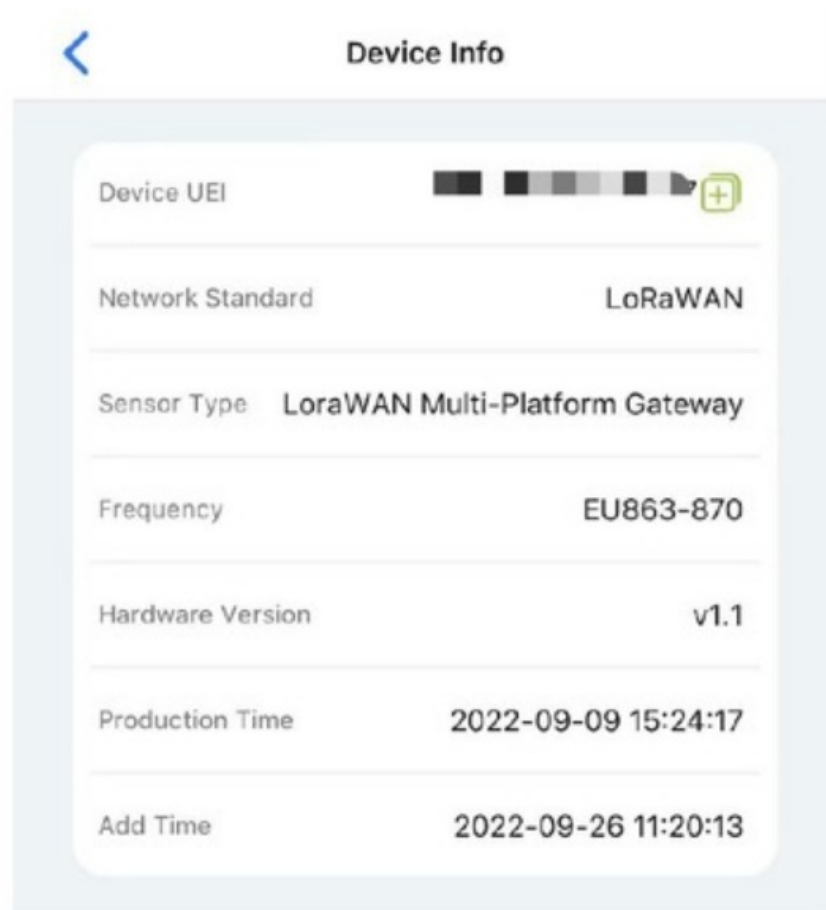 Device Info
Device UEI
Network Standard LoRaWAN
Sensor Type LoraWAN Multi-Platform Gateway
Frequency EU863-870
Hardware Version v1.1
Production Time 2022-09-09 15:24:17
Add Time 2022-09-26 11:20:13